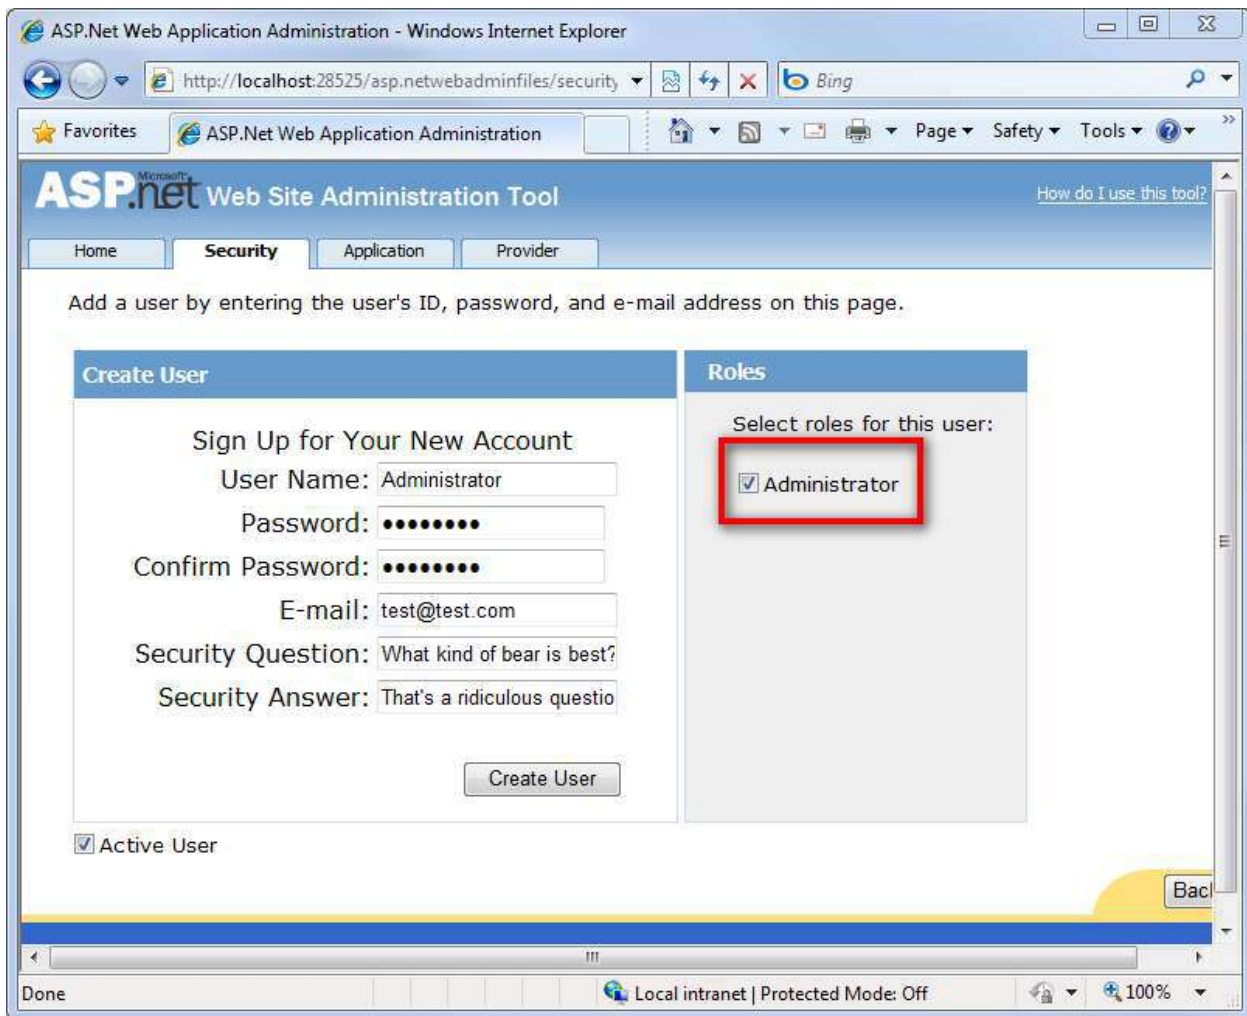 ASP.Net Web Application Administration - Windows Internet Explorer
http://localhost:28525/asp.netwebadminfiles/security
Bing
Favorites
ASP.Net Web Application Administration
Page Safety Tools »
Microsoft
ASP.net Web Site Administration Tool
How do I use this tool?
Home Security Application Provider
Add a user by entering the user's ID, password, and e-mail address on this page.
Create User
Roles
Sign Up for Your New Account
Select roles for this user:
User Name: Administrator
Administrator
Password: ••••••••
Confirm Password: ••••••••
E-mail: test@test.com
Security Question: What kind of bear is best?
Security Answer: That's a ridiculous questio
Create User
Active User
Bac
Done
Local intranet | Protected Mode: Off
100%